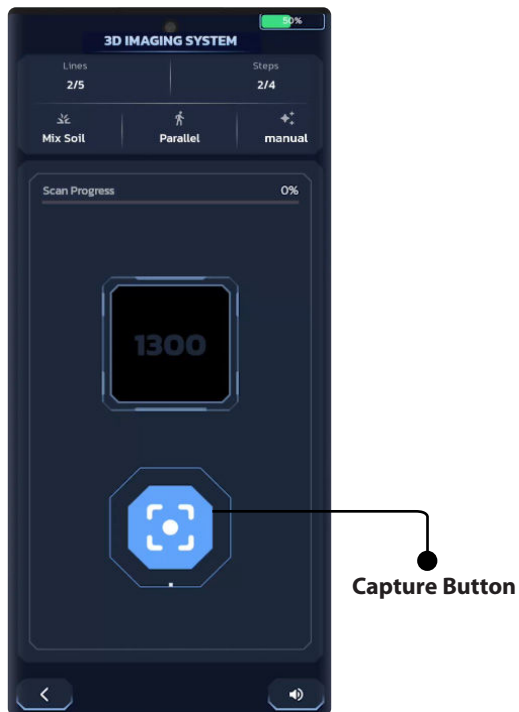 50%
3D IMAGING SYSTEM
Lines Steps
2/5 2/4
Mix Soil Parallel manual
Scan Progress 0%
1300
Capture Button